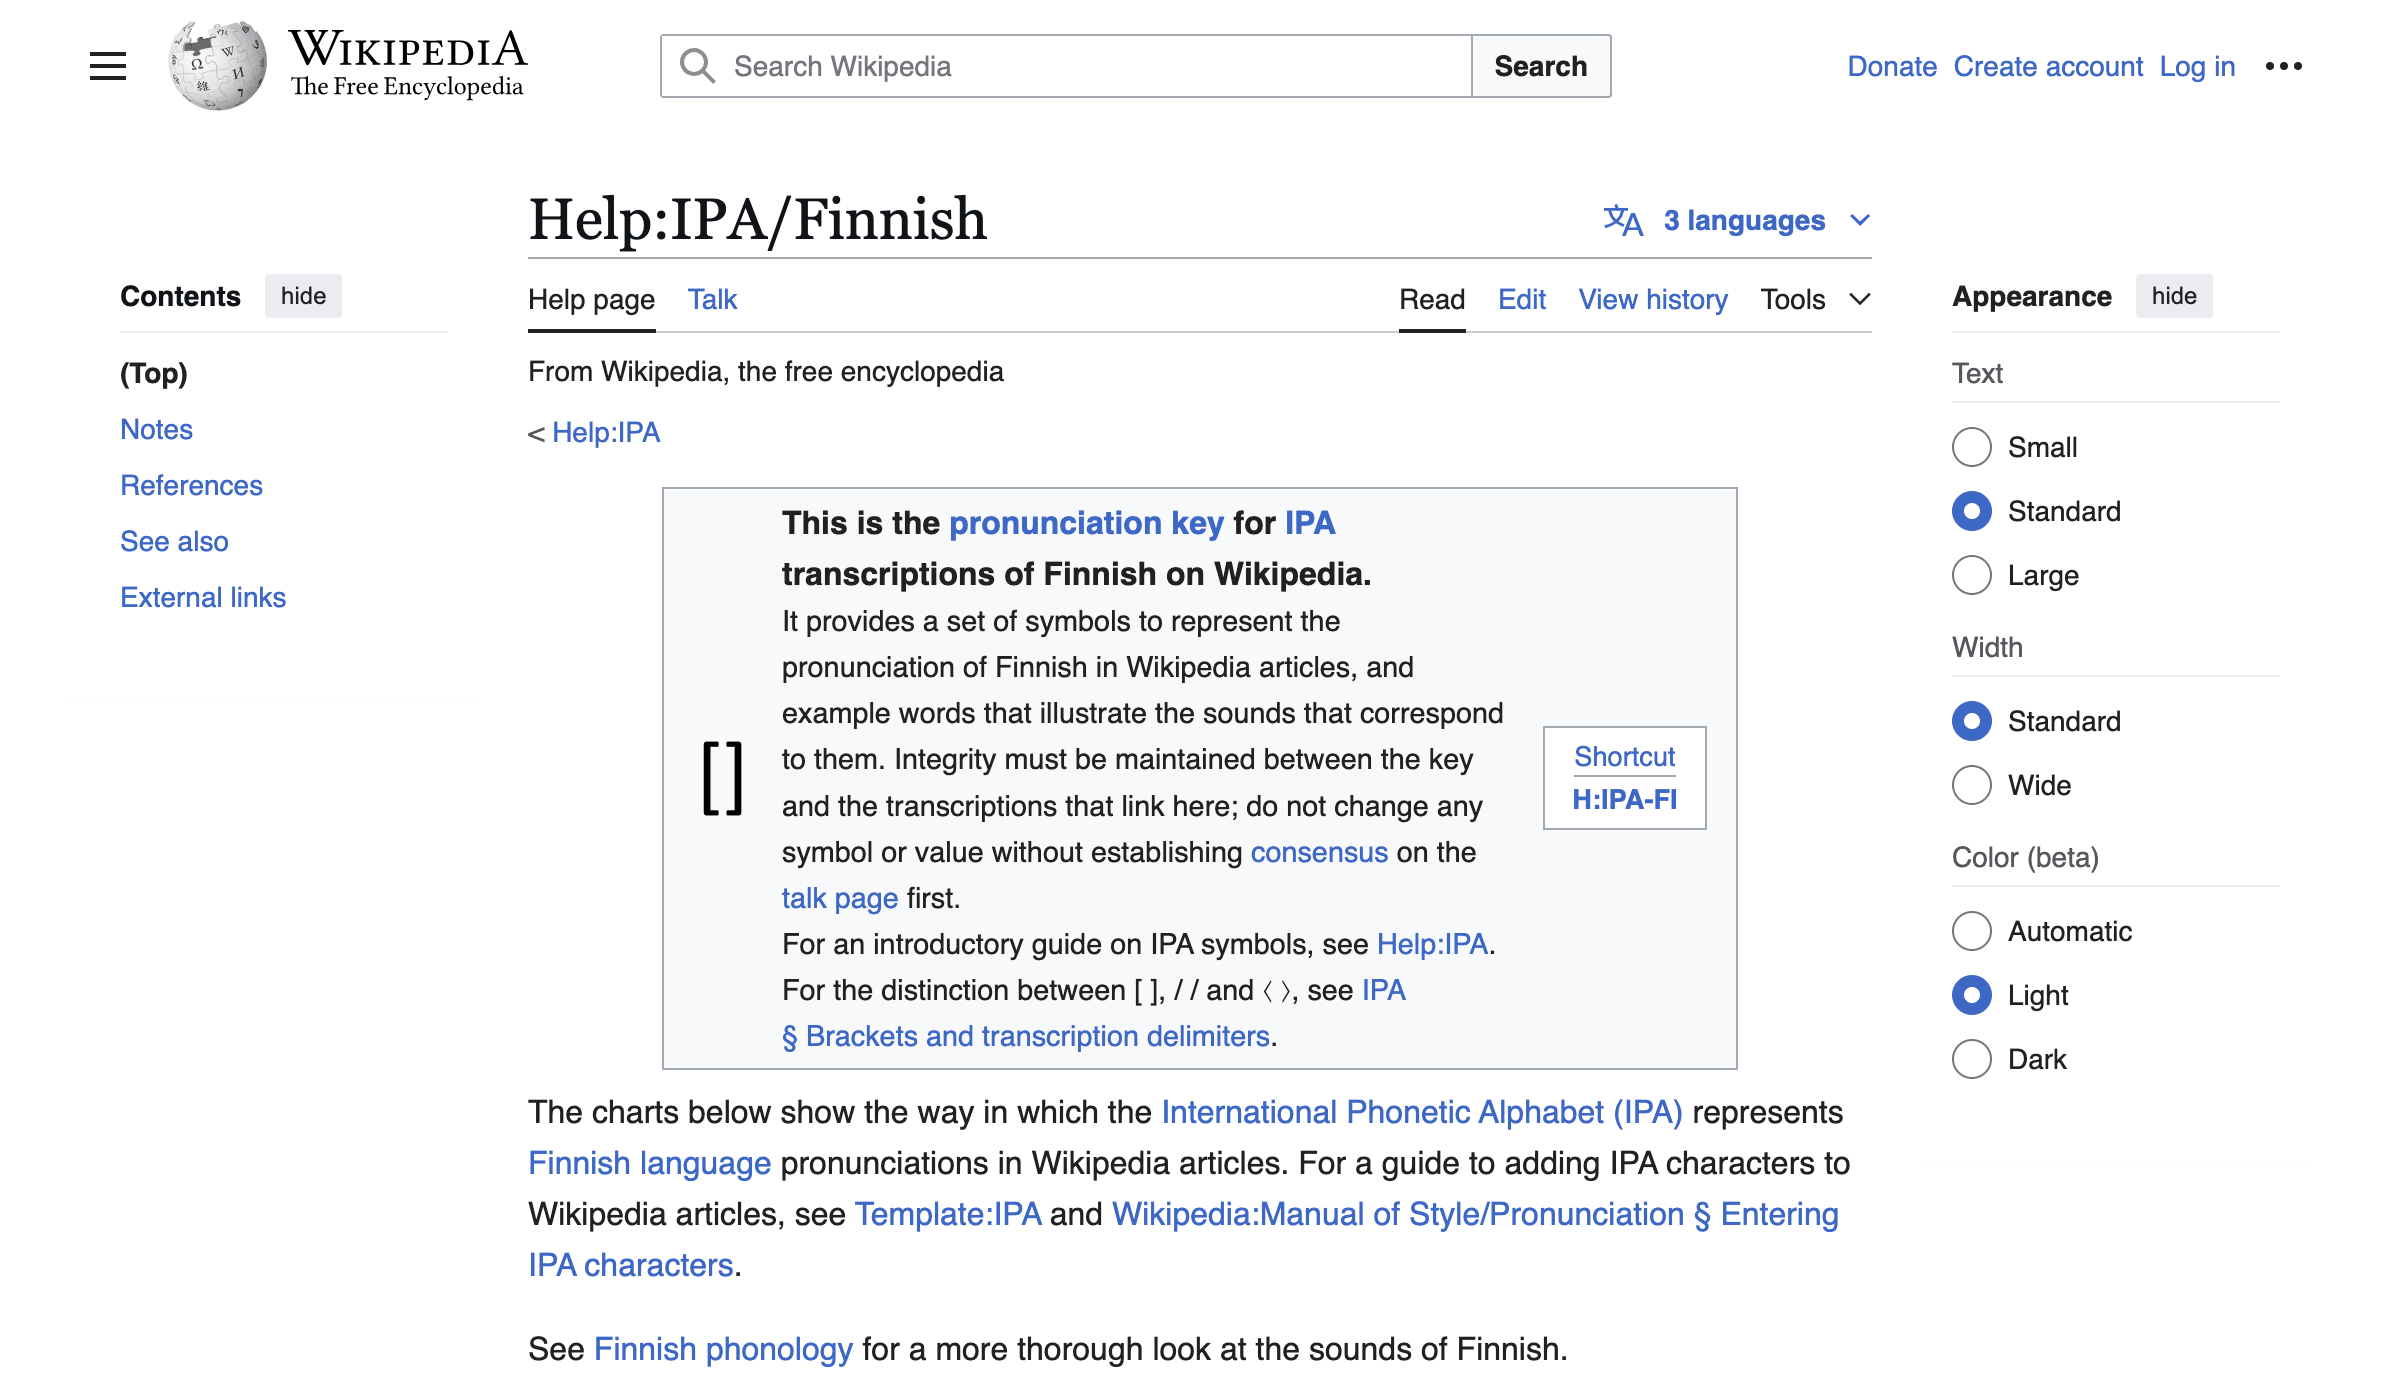 WIKIPEDIA
The Free Encyclopedia
Search Wikipedia
Search
Donate
Create account
Log in
Help:IPA/Finnish
3 languages
Contents
hide
(Top)
Notes
References
See also
External links
Help page
Talk
Read
Edit
View history
Tools
From Wikipedia, the free encyclopedia
< Help:IPA
[]
This is the pronunciation key for IPA
transcriptions of Finnish on Wikipedia.
It provides a set of symbols to represent the
pronunciation of Finnish in Wikipedia articles, and
example words that illustrate the sounds that correspond
to them. Integrity must be maintained between the key
and the transcriptions that link here; do not change any
symbol or value without establishing consensus on the
talk page first.
For an introductory guide on IPA symbols, see Help:IPA.
For the distinction between [ ], / / and ⟨ ⟩, see IPA
§ Brackets and transcription delimiters.
Shortcut
H:IPA-FI
The charts below show the way in which the International Phonetic Alphabet (IPA) represents
Finnish language pronunciations in Wikipedia articles. For a guide to adding IPA characters to
Wikipedia articles, see Template:IPA and Wikipedia:Manual of Style/Pronunciation § Entering
IPA characters.
See Finnish phonology for a more thorough look at the sounds of Finnish.
Appearance
hide
Text
Small
Standard
Large
Width
Standard
Wide
Color (beta)
Automatic
Light
Dark